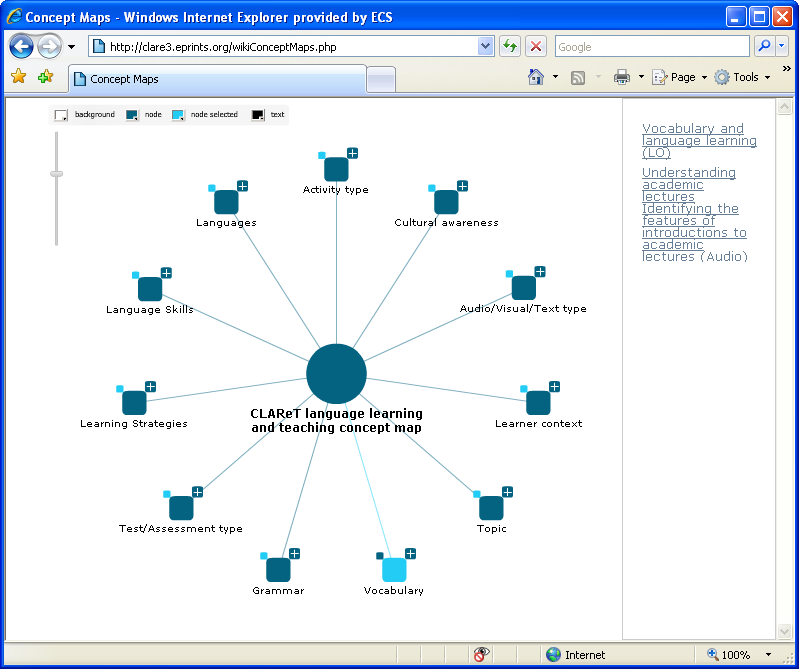 Concept Maps - Windows Internet Explorer provided by ECS
http://clare3.eprints.org/wikiConceptMaps.php
Google
Concept Maps
Page
Tools
»
background
node
node selected
text
Activity type
Languages
Cultural awareness
Language Skills
Audio/Visual/Text type
CLAReT language learning
and teaching concept map
Learning Strategies
Learner context
Test/Assessment type
Topic
Grammar
Vocabulary
Vocabulary and
language learning
(LO)
Understanding
academic
lectures
Identifying the
features of
introductions to
academic
lectures (Audio)
Internet
100%